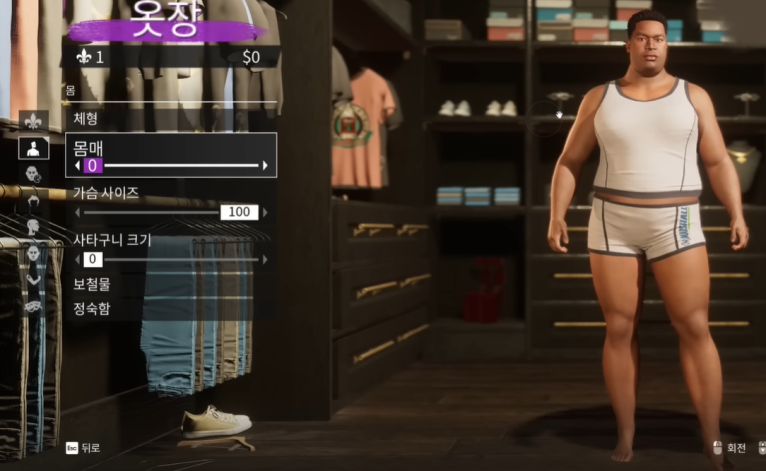 옷장
1 $0
몸
체형
몸매
0
가슴 사이즈
100
사타구니 크기
0
보철물
정숙함
Esc 뒤로
회전